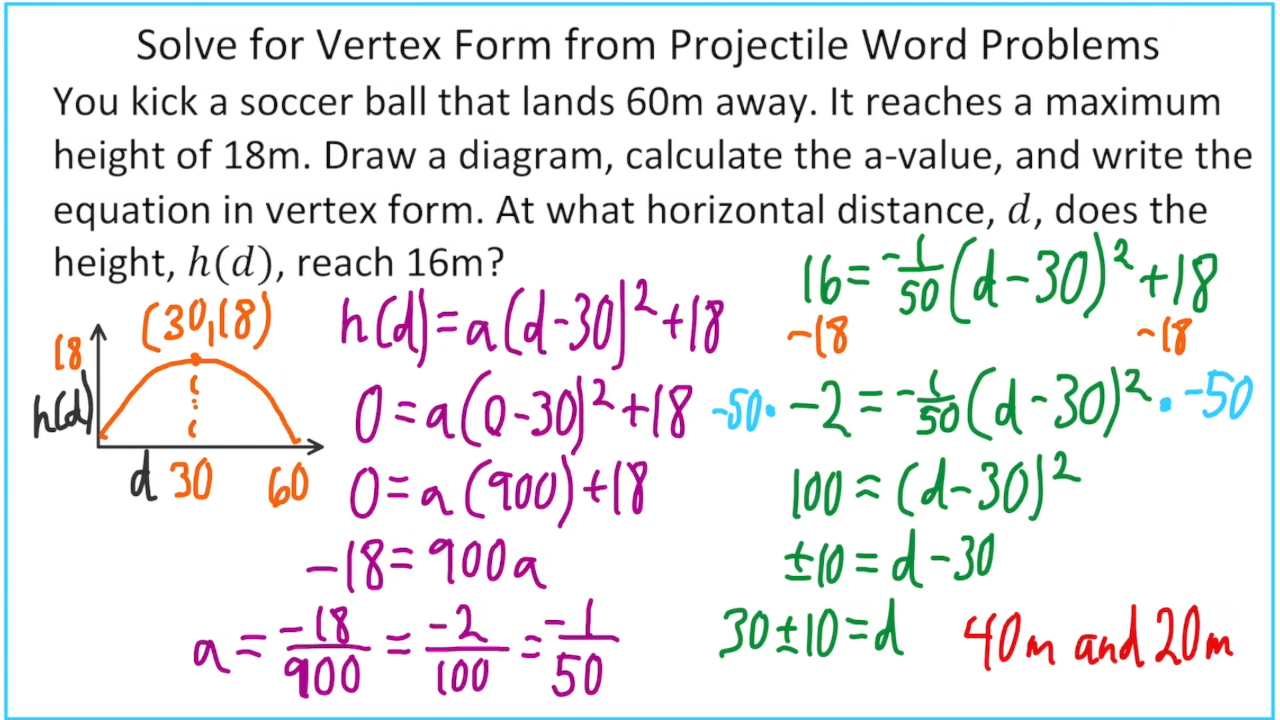 Solve for Vertex Form from Projectile Word Problems
You kick a soccer ball that lands 60m away. It reaches a maximum
height of 18m. Draw a diagram, calculate the a-value, and write the
equation in vertex form. At what horizontal distance, d, does the
height, h(d), reach 16m?
(30,18)
18
h(d)
d 30 60
h(d)=a(d-30)²+18
0=a(0-30)²+18
0=a(900)+18
-18=900a
a=-18/900=-2/100=-1/50
16=-1/50(d-30)²+18
-18 -18
-50· -2=-1/50(d-30)²·-50
100=(d-30)²
±10=d-30
30±10=d
40m and 20m